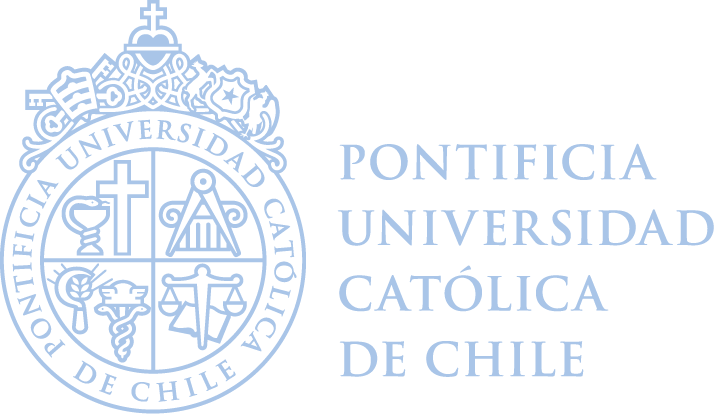 PONTIFICIA UNIVERSIDAD CATÓLICA DE CHILE
PONTIFICIA
UNIVERSIDAD
CATÓLICA
DE CHILE